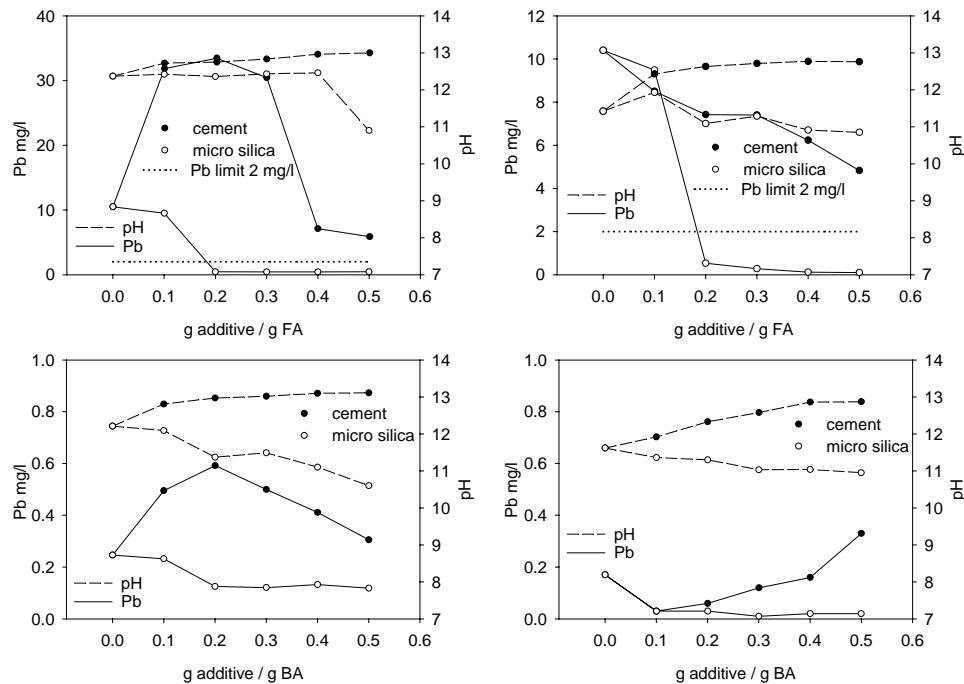 40
30
20
10
0
Pb mg/l
14
13
12
11
10
9
8
7
pH
cement
micro silica
Pb limit 2 mg/l
pH
Pb
0.0 0.1 0.2 0.3 0.4 0.5 0.6
g additive / g FA
12
10
8
6
4
2
0
Pb mg/l
14
13
12
11
10
9
8
7
pH
cement
micro silica
Pb limit 2 mg/l
pH
Pb
0.0 0.1 0.2 0.3 0.4 0.5 0.6
g additive / g FA
1.0
0.8
0.6
0.4
0.2
0.0
Pb mg/l
14
13
12
11
10
9
8
7
pH
cement
micro silica
pH
Pb
0.0 0.1 0.2 0.3 0.4 0.5 0.6
g additive / g BA
1.0
0.8
0.6
0.4
0.2
0.0
Pb mg/l
14
13
12
11
10
9
8
7
pH
cement
micro silica
pH
Pb
0.0 0.1 0.2 0.3 0.4 0.5 0.6
g additive / g BA